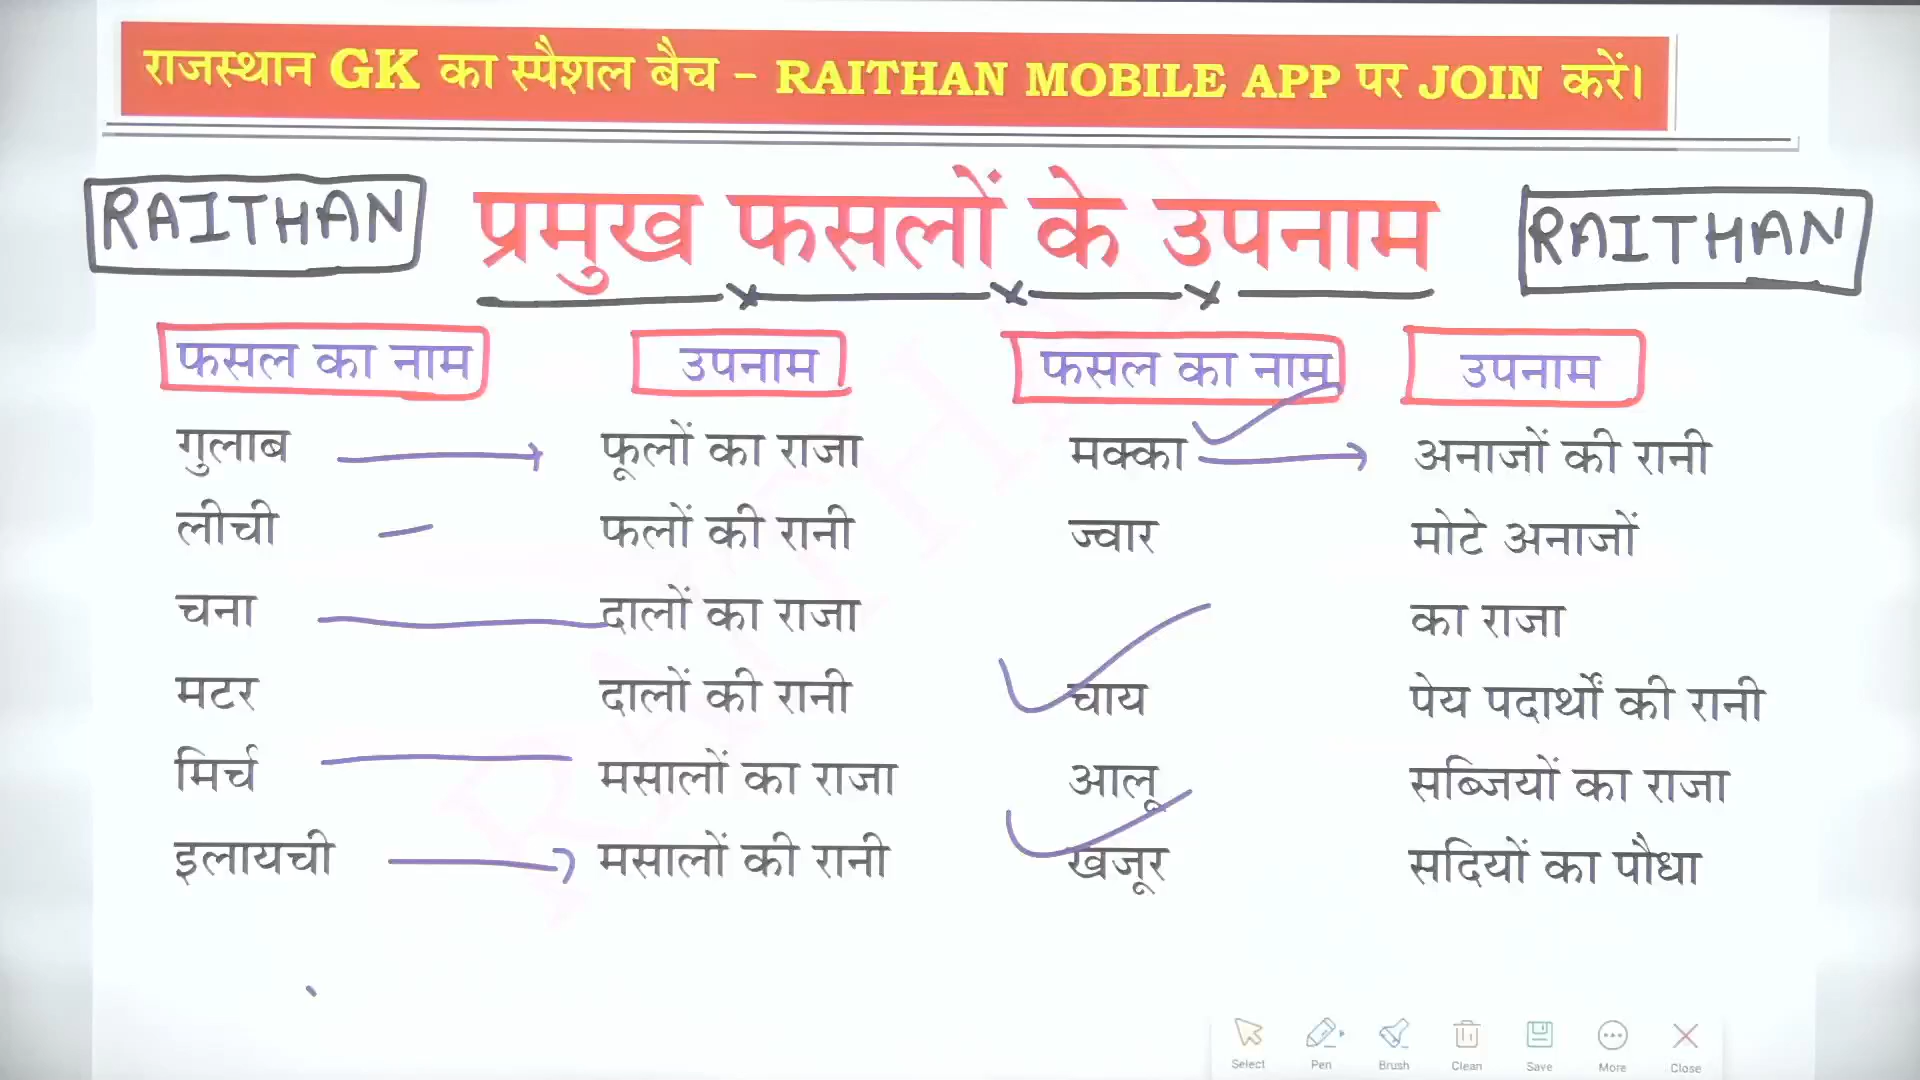 राजस्थान GK का स्पैशल बैच - RAITHAN MOBILE APP पर JOIN करें।
RAITHAN प्रमुख फसलों के उपनाम RAITHAN
फसल का नाम उपनाम फसल का नाम उपनाम
गुलाब फूलों का राजा मक्का अनाजों की रानी
लीची फलों की रानी ज्वार मोटे अनाजों
चना दालों का राजा का राजा
मटर दालों की रानी चाय पेय पदार्थों की रानी
मिर्च मसालों का राजा आलू सब्जियों का राजा
इलायची मसालों की रानी खजूर सदियों का पौधा
Select Pen Brush Clean Save More Close